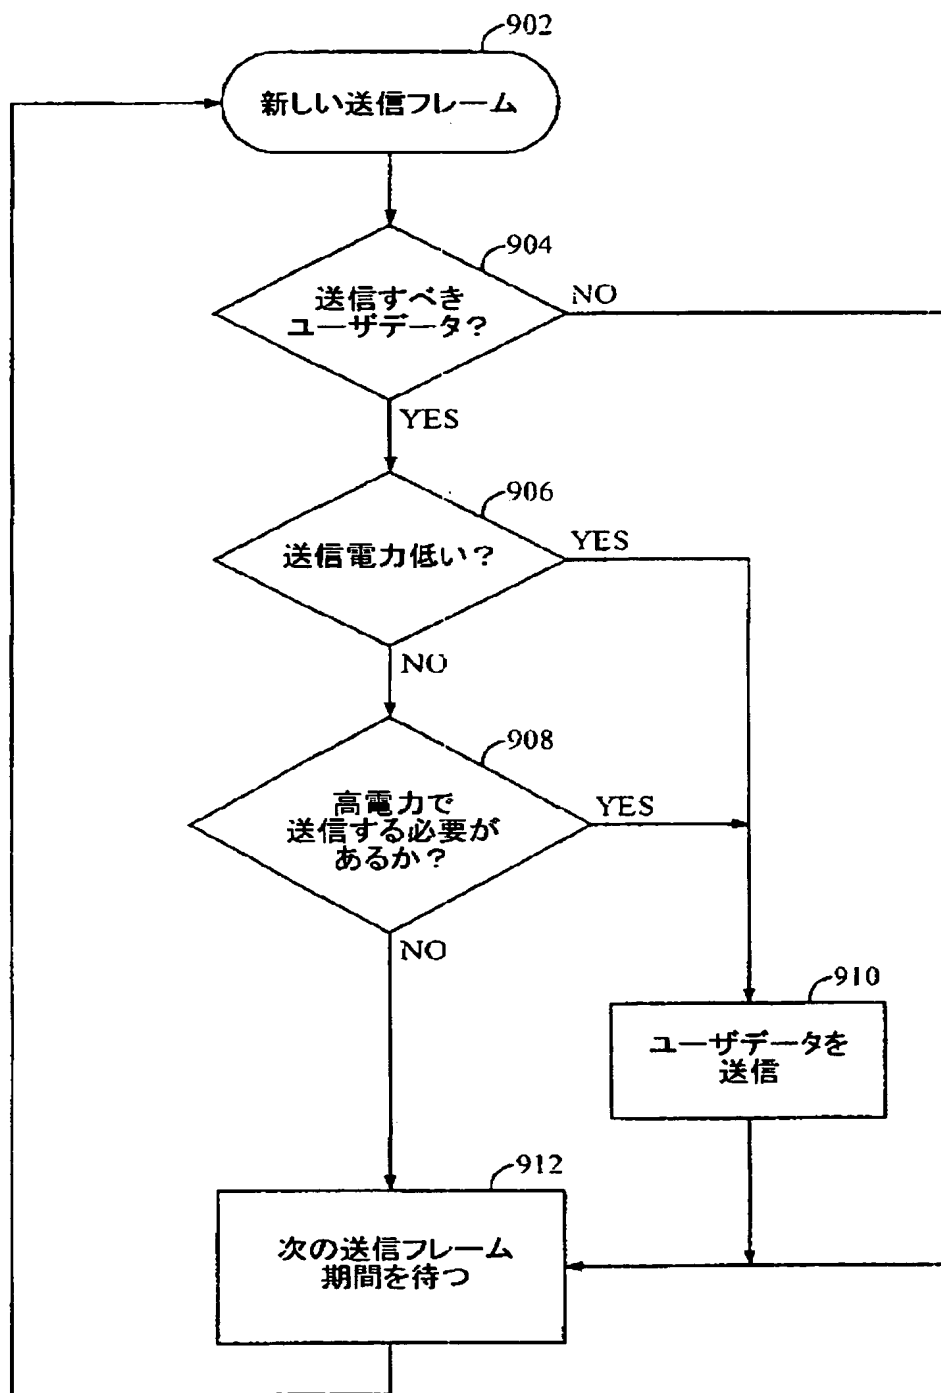 902
新しい送信フレーム
904
送信すべき
ユーザデータ?
NO
YES
906
送信電力低い?
YES
NO
908
高電力で
送信する必要が
あるか?
YES
NO
910
ユーザデータを
送信
912
次の送信フレーム
期間を待つ